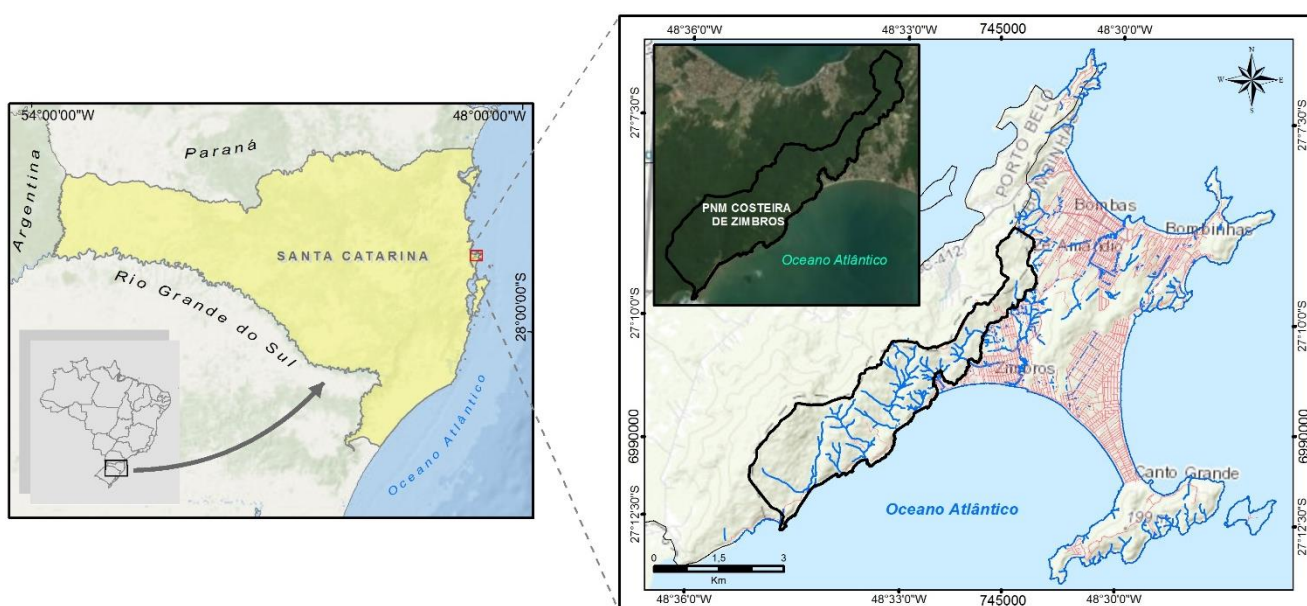 54°00'00"W
48°00'00"W
Paraná
Argentina
SANTA CATARINA
Rio Grande do Sul
28°00'00"S
Oceano Atlântico
48°36'0"W
48°33'0"W
745000
48°30'0"W
27°7'30"S
27°7'30"S
N
W
E
S
PORTO BELO
BOMBINHAS
PNM COSTEIRA
DE ZIMBROS
Oceano Atlântico
Bombas
Bombinhas
Amândio
C-412
27°10'0"S
27°10'0"S
Zimbros
6990000
6990000
Canto Grande
199
27°12'30"S
27°12'30"S
Oceano Atlântico
0
1,5
3
Km
48°36'0"W
48°33'0"W
745000
48°30'0"W